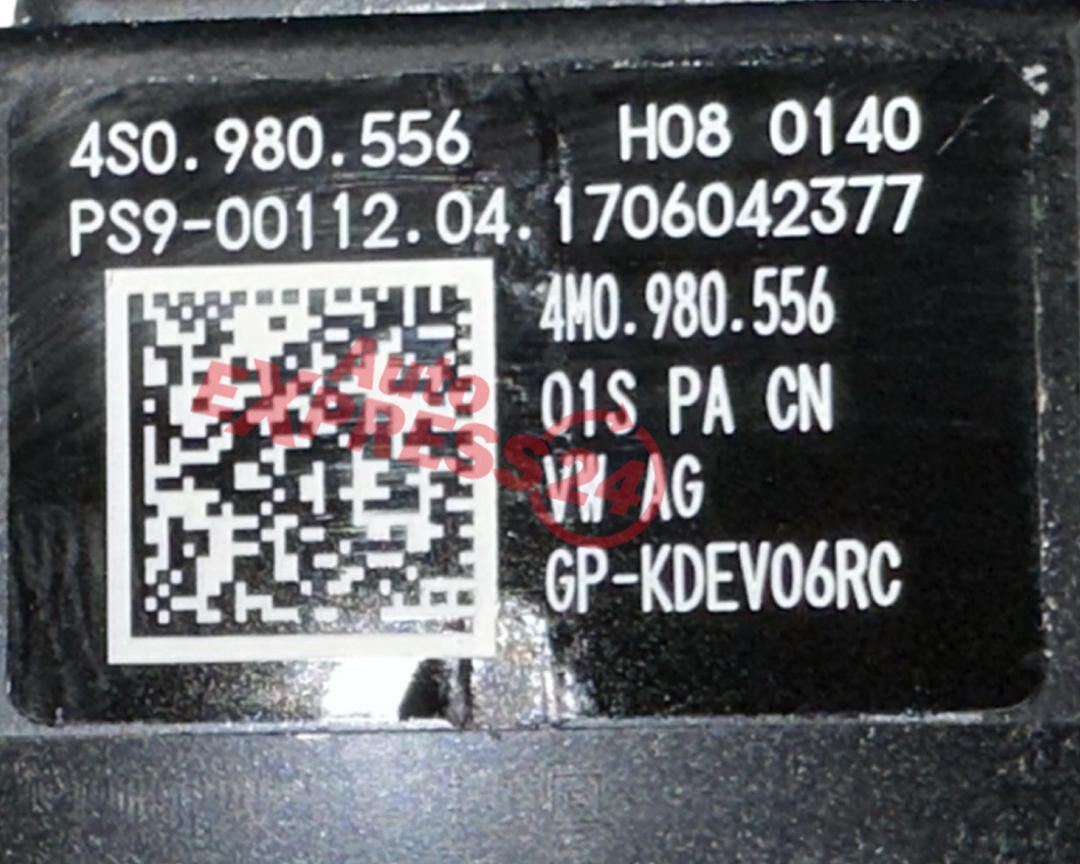 4S0.980.556 H08 0140
PS9-00112.04.1706042377
4M0.980.556
01S PA CN
VW AG
GP-KDEV06RC
Auto
EXPRESS24